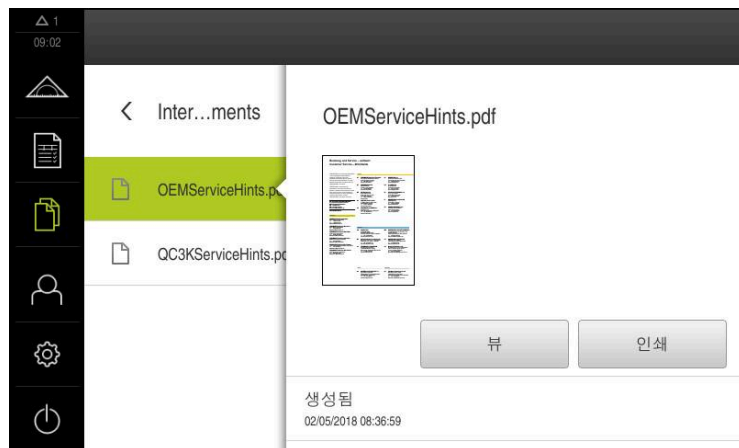 1
09:02
Inter...ments
OEMServiceHints.pdf
OEMServiceHints.p
QC3KServiceHints.p
뷰
인쇄
생성됨
02/05/2018 08:36:59